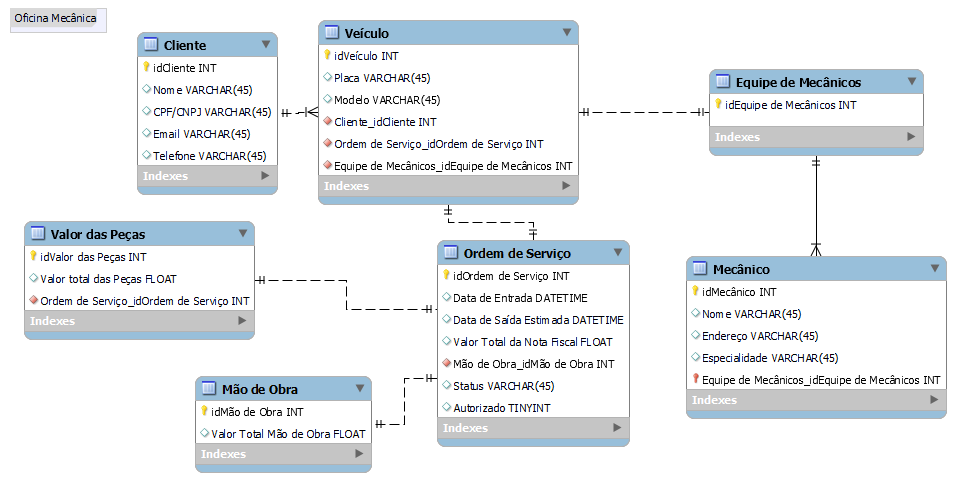 Oficina Mecânica
Cliente
idCliente INT
Nome VARCHAR(45)
CPF/CNPJ VARCHAR(45)
Email VARCHAR(45)
Telefone VARCHAR(45)
Indexes
Veículo
idVeículo INT
Placa VARCHAR(45)
Modelo VARCHAR(45)
Cliente_idCliente INT
Ordem de Serviço_idOrdem de Serviço INT
Equipe de Mecânicos_idEquipe de Mecânicos INT
Indexes
Equipe de Mecânicos
idEquipe de Mecânicos INT
Indexes
Valor das Peças
idValor das Peças INT
Valor total das Peças FLOAT
Ordem de Serviço_idOrdem de Serviço INT
Indexes
Ordem de Serviço
idOrdem de Serviço INT
Data de Entrada DATETIME
Data de Saída Estimada DATETIME
Valor Total da Nota Fiscal FLOAT
Mão de Obra_idMão de Obra INT
Status VARCHAR(45)
Autorizado TINYINT
Indexes
Mecânico
idMecânico INT
Nome VARCHAR(45)
Endereço VARCHAR(45)
Especialidade VARCHAR(45)
Equipe de Mecânicos_idEquipe de Mecânicos INT
Indexes
Mão de Obra
idMão de Obra INT
Valor Total Mão de Obra FLOAT
Indexes